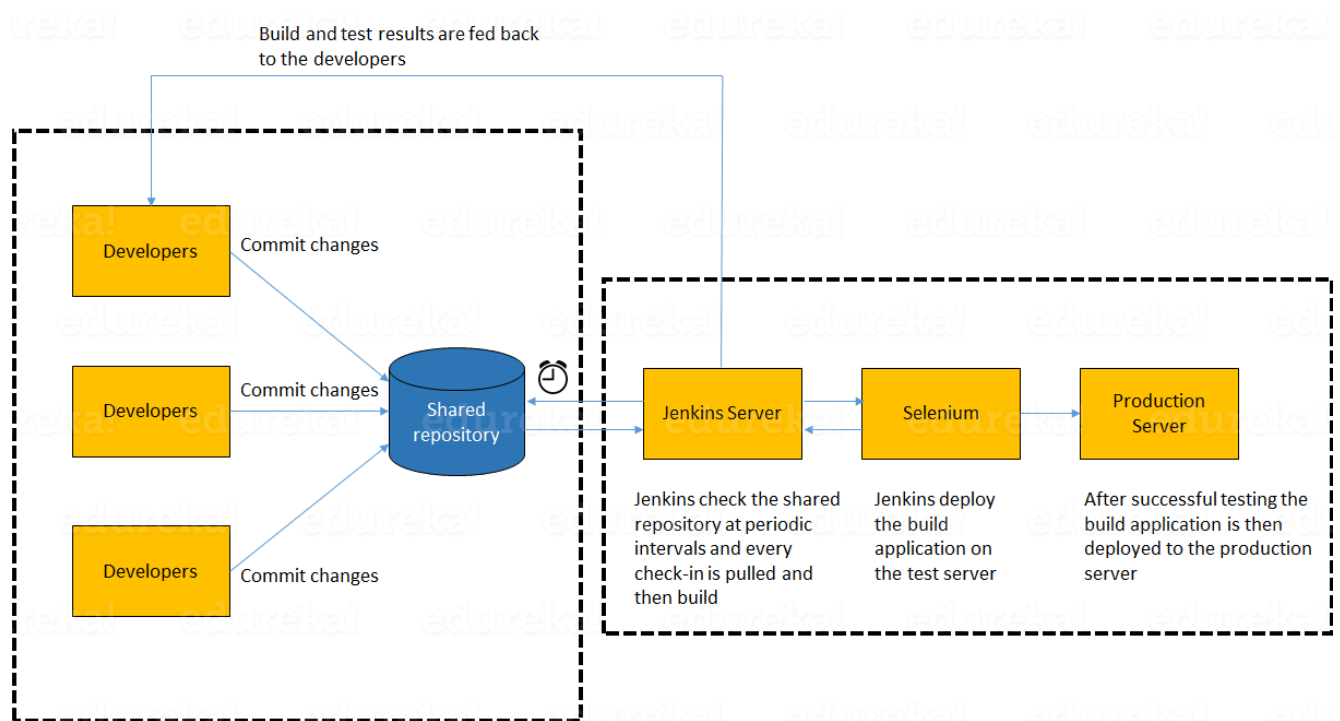 Build and test results are fed back
to the developers
Developers
Commit changes
Developers
Commit changes
Developers
Commit changes
Shared
repository
Jenkins Server
Selenium
Production
Server
Jenkins check the shared
repository at periodic
intervals and every
check-in is pulled and
then build
Jenkins deploy
the build
application on
the test server
After successful testing the
build application is then
deployed to the production
server
edureka!